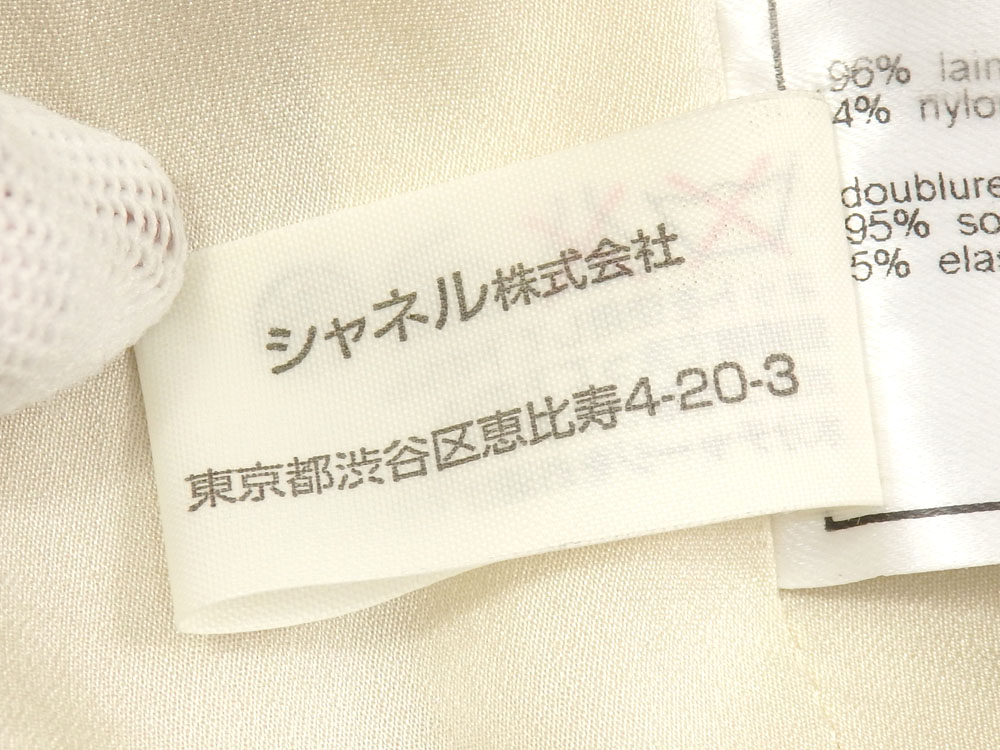 シャネル株式会社
東京都渋谷区恵比寿4-20-3
96% lain
4% nylo
doublure
95% so
5% elas